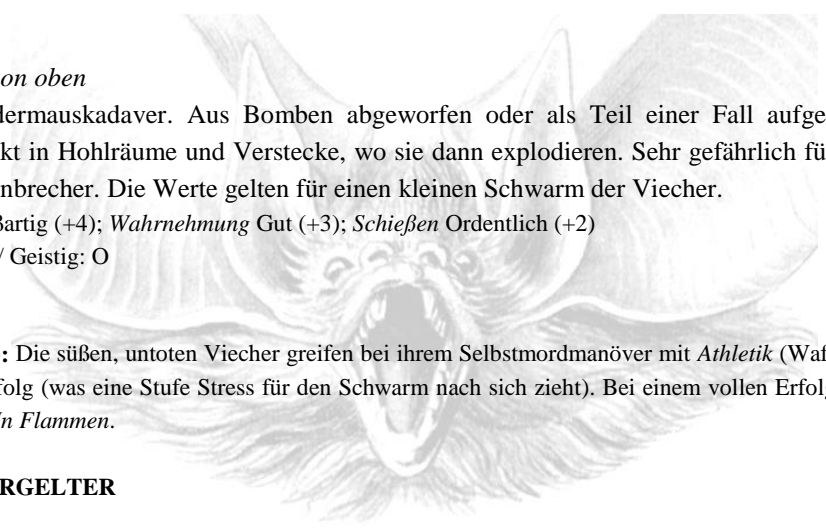 on oben
dermauskadaver. Aus Bomben abgeworfen oder als Teil einer Fall aufge
kt in Hohlräume und Verstecke, wo sie dann explodieren. Sehr gefährlich fü
nbrecher. Die Werte gelten für einen kleinen Schwarm der Viecher.
artig (+4); Wahrnehmung Gut (+3); Schießen Ordentlich (+2)
/ Geistig: O
: Die süßen, untoten Viecher greifen bei ihrem Selbstmordmanöver mit Athletik (Waf
folg (was eine Stufe Stress für den Schwarm nach sich zieht). Bei einem vollen Erfolg
In Flammen.
RGELTER